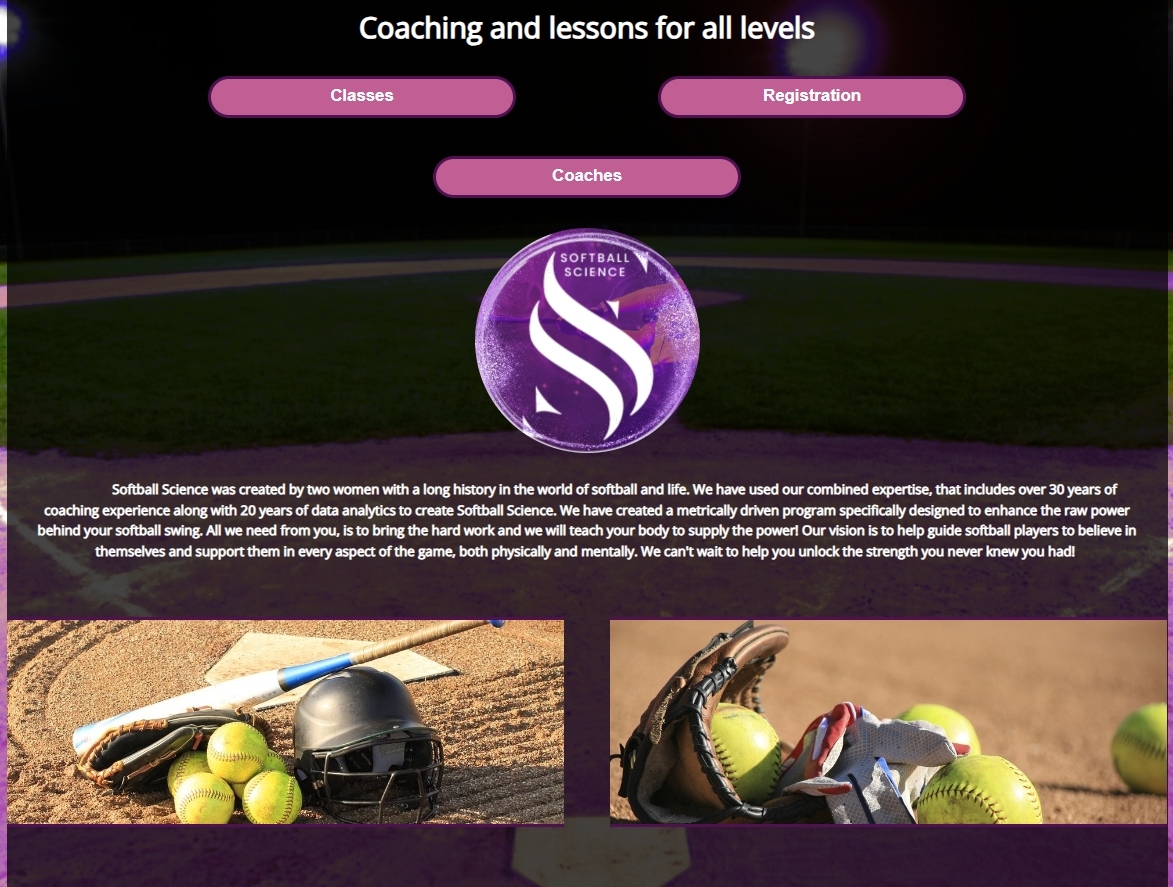 Coaching and lessons for all levels
Classes
Registration
Coaches
SOFTBALL
SCIENCE
Softball Science was created by two women with a long history in the world of softball and life. We have used our combined expertise, that includes over 30 years of
coaching experience along with 20 years of data analytics to create Softball Science. We have created a metrically driven program specifically designed to enhance the raw power
behind your softball swing. All we need from you, is to bring the hard work and we will teach your body to supply the power! Our vision is to help guide softball players to believe in
themselves and support them in every aspect of the game, both physically and mentally. We can't wait to help you unlock the strength you never knew you had!